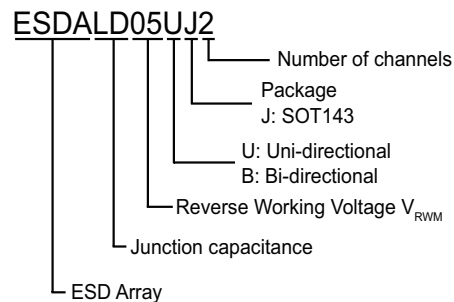 ESDALD05UJ2
Number of channels
Package
J: SOT143
U: Uni-directional
B: Bi-directional
Reverse Working Voltage VRWM
Junction capacitance
ESD Array